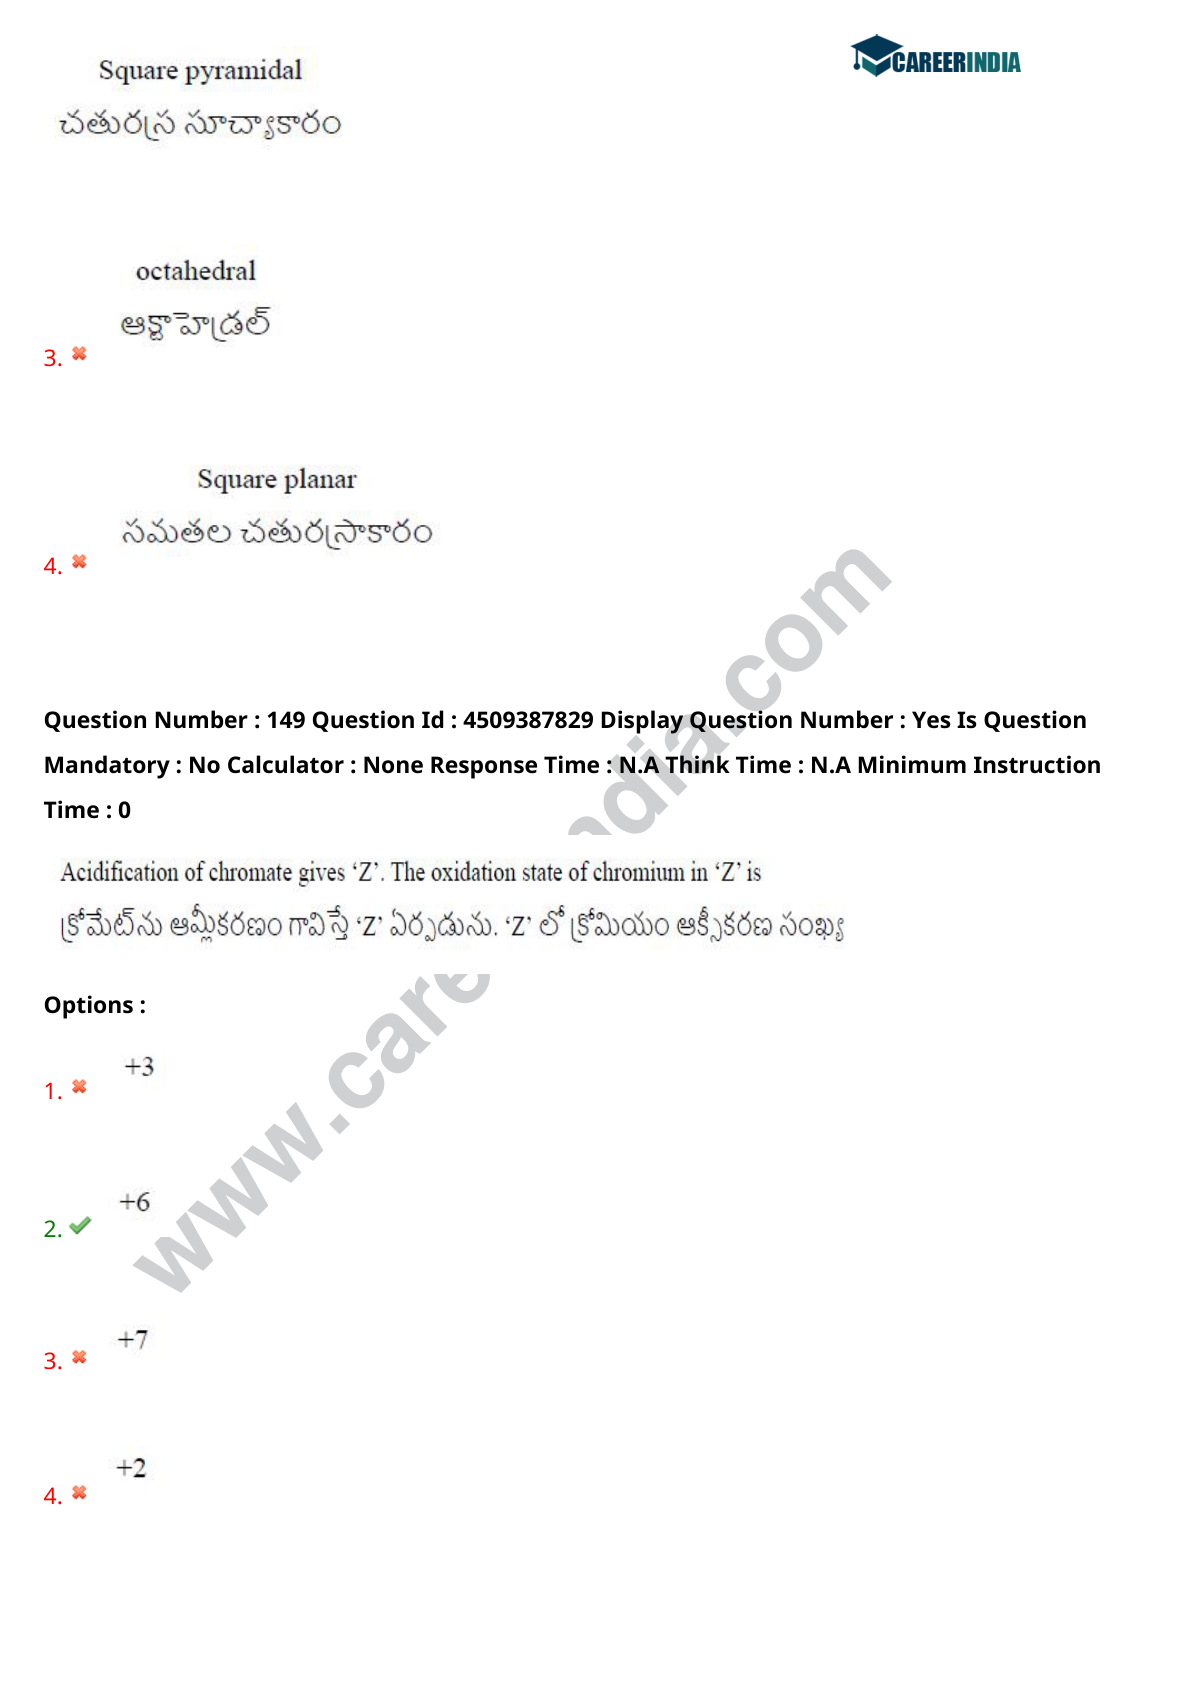 CAREERINDIA
Square pyramidal
చతురస్ర సూచ్యాకారం
octahedral
ఆక్టాహెడ్రల్
3.
Square planar
సమతల చతురస్రాకారం
4.
Question Number : 149 Question Id : 4509387829 Display Question Number : Yes Is Question
Mandatory : No Calculator : None Response Time : N.A Think Time : N.A Minimum Instruction
Time : 0
Acidification of chromate gives ‘Z’. The oxidation state of chromium in ‘Z’ is
క్రోమేట్‌ను ఆమ్లీకరణం గావిస్తే ‘Z’ ఏర్పడును. ‘Z’ లో క్రోమియం ఆక్సీకరణ సంఖ్య
Options :
+3
1.
+6
2.
+7
3.
+2
4.